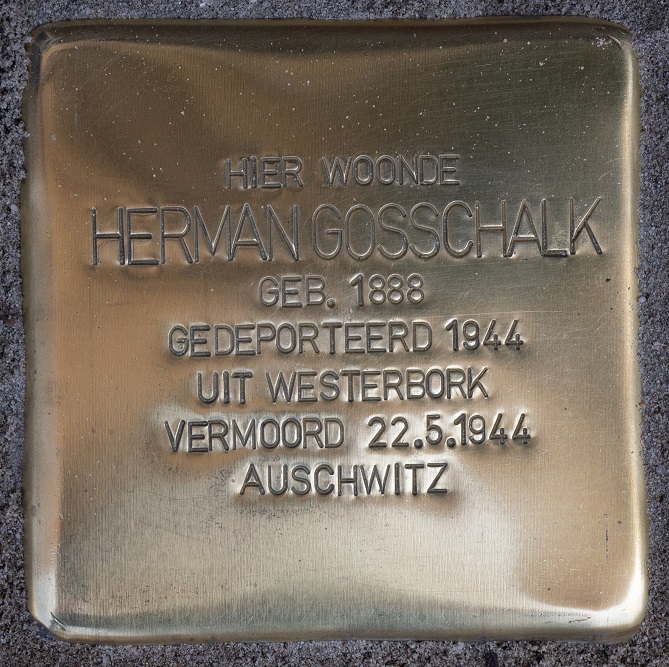 HIER WOONDE
HERMAN GOSSCHALK
GEB. 1888
GEDEPORTEERD 1944
UIT WESTERBORK
VERMOORD 22.5.1944
AUSCHWITZ